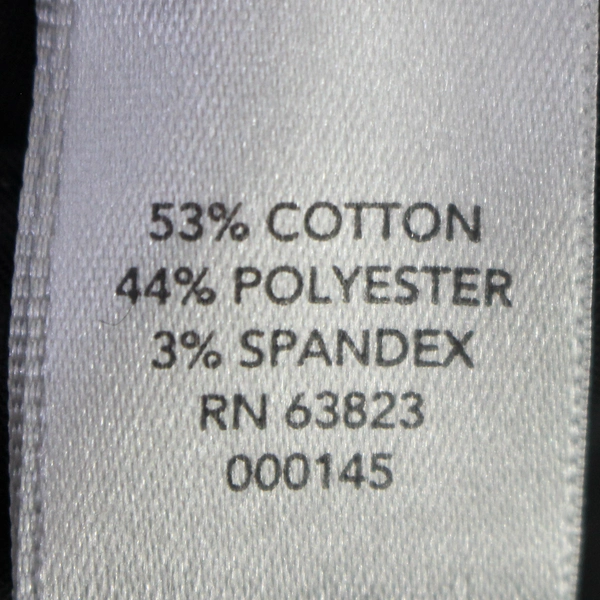 53% COTTON
44% POLYESTER
3% SPANDEX
RN 63823
000145